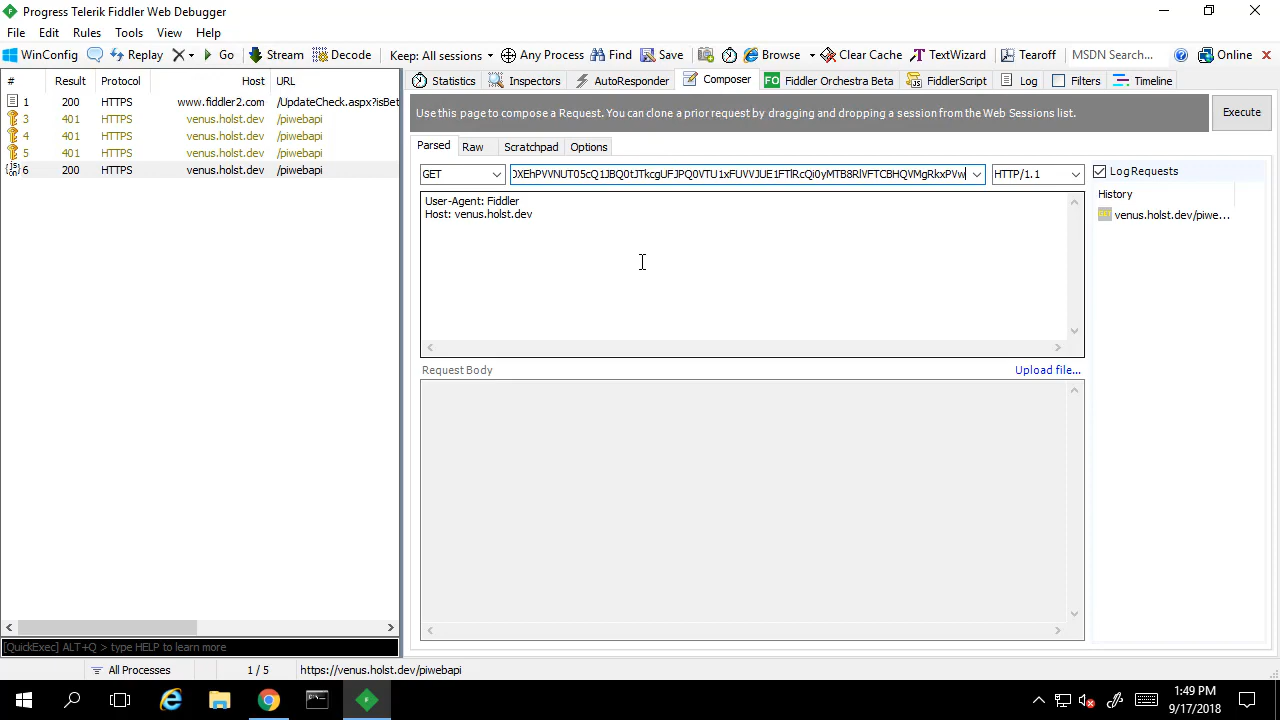 Progress Telerik Fiddler Web Debugger
File Edit Rules Tools View Help
WinConfig Replay Go Stream Decode Keep: All sessions Any Process Find Save Browse Clear Cache TextWizard Tearoff MSDN Search... Online
# Result Protocol Host URL
1 200 HTTPS www.fiddler2.com /UpdateCheck.aspx?isBet
3 401 HTTPS venus.holst.dev /piwebapi
4 401 HTTPS venus.holst.dev /piwebapi
5 401 HTTPS venus.holst.dev /piwebapi
6 200 HTTPS venus.holst.dev /piwebapi
[QuickExec] ALT+Q > type HELP to learn more
Statistics Inspectors AutoResponder Composer FO Fiddler Orchestra Beta FiddlerScript Log Filters Timeline
Use this page to compose a Request. You can clone a prior request by dragging and dropping a session from the Web Sessions list.
Execute
Parsed Raw Scratchpad Options
GET HTTP/1.1
Log Requests
User-Agent: Fiddler
Host: venus.holst.dev
History
venus.holst.dev/piwe...
Request Body Upload file...
All Processes 1 / 5 https://venus.holst.dev/piwebapi
1:49 PM
9/17/2018